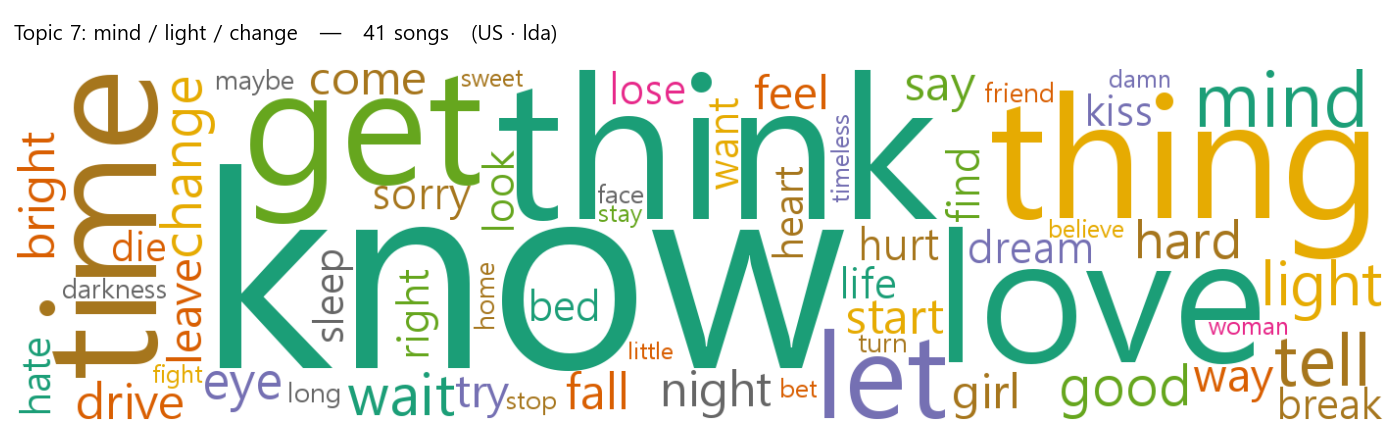 Topic 7: mind / light / change — 41 songs (US · lda)
maybe come sweet lose feel say friend damn
time change get think want thing kiss mind
bright sorry look face stay heart timeless find
die know believe dream hard
darkness leave sleep right home bed hurt life love light
start turn woman
hate fight little let tell
drive eye long wait try stop fall night bet girl good way break